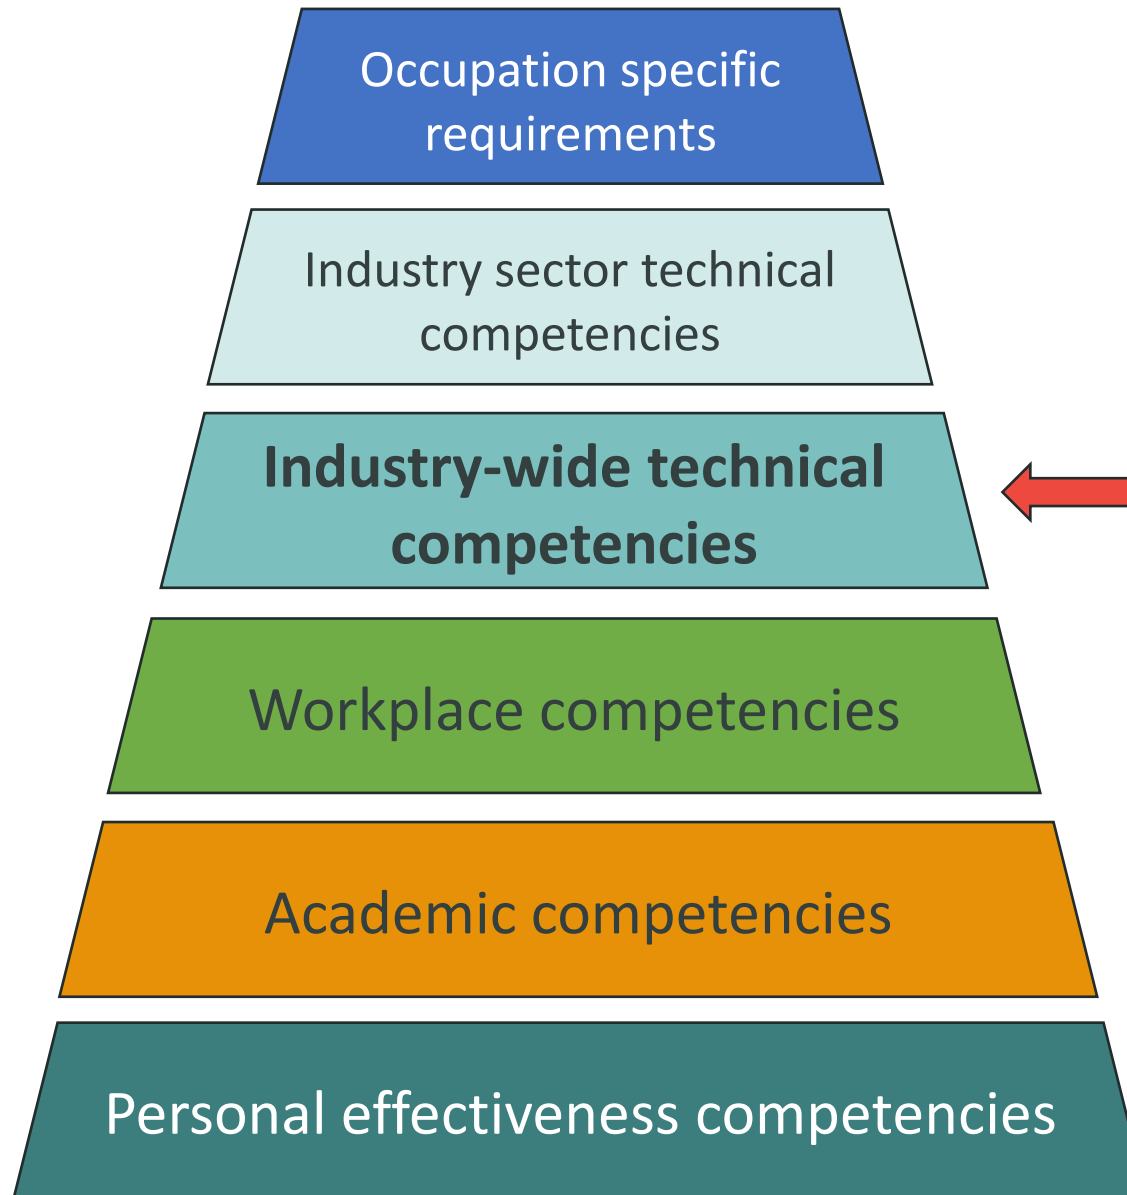 Occupation specific
requirements
Industry sector technical
competencies
Industry-wide technical
competencies
Workplace competencies
Academic competencies
Personal effectiveness competencies